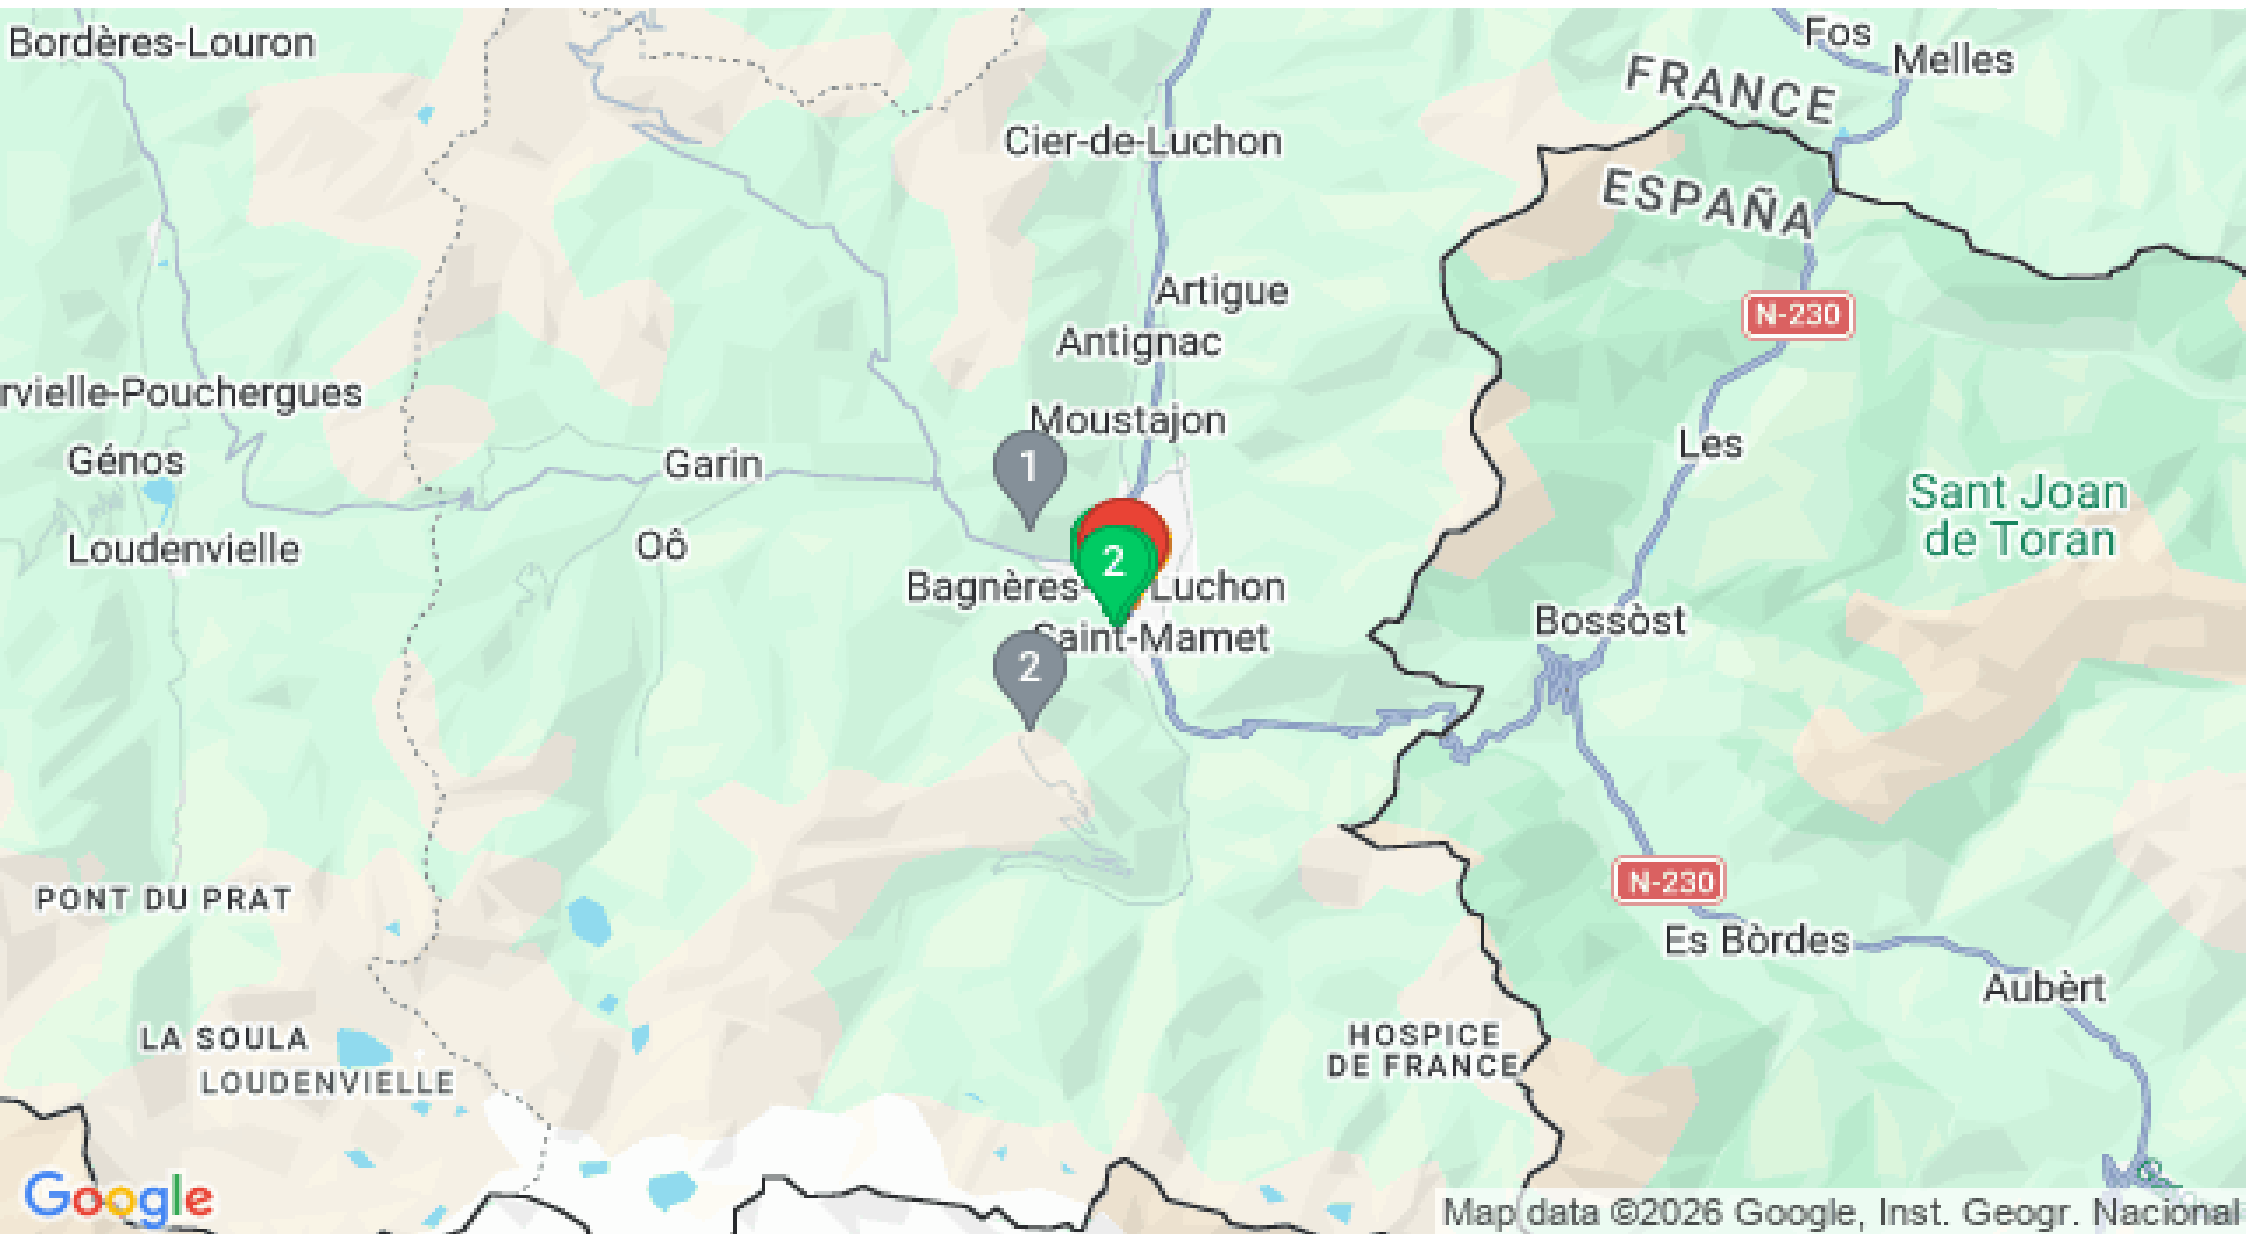 Bordères-Louron
Fos
Melles
FRANCE
Cier-de-Luchon
ESPAÑA
Artigue
N-230
Antignac
rvielle-Pouchergues
Moustajon
Les
Génos
Garin
1
Sant Joan
de Toran
Loudenvielle
Oô
2
Bagnères-
Luchon
Bossòst
Saint-Mamet
2
N-230
PONT DU PRAT
Es Bòrdes
Aubèrt
LA SOULA
LOUDENVIELLE
HOSPICE
DE FRANCE
Google
Map data ©2026 Google, Inst. Geogr. Nacional